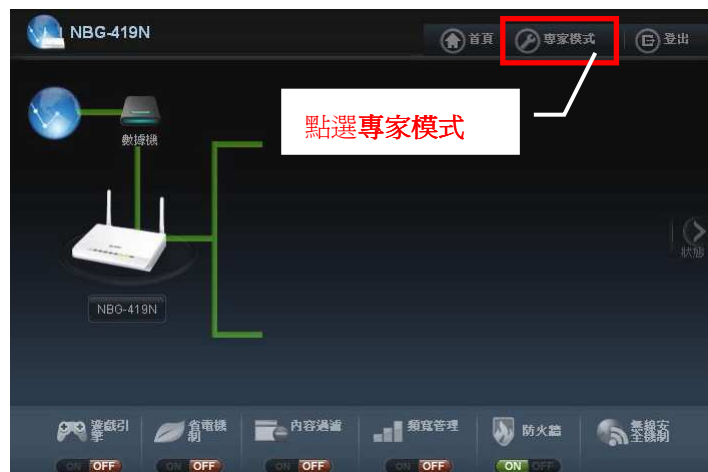 NBG-419N
首頁
專家模式
登出
點選專家模式
數據機
狀態
NBG-419N
遊戲引擎
省電機制
內容過濾
頻寬管理
防火牆
無線安全機制
ON OFF
ON OFF
ON OFF
ON OFF
ON OFF